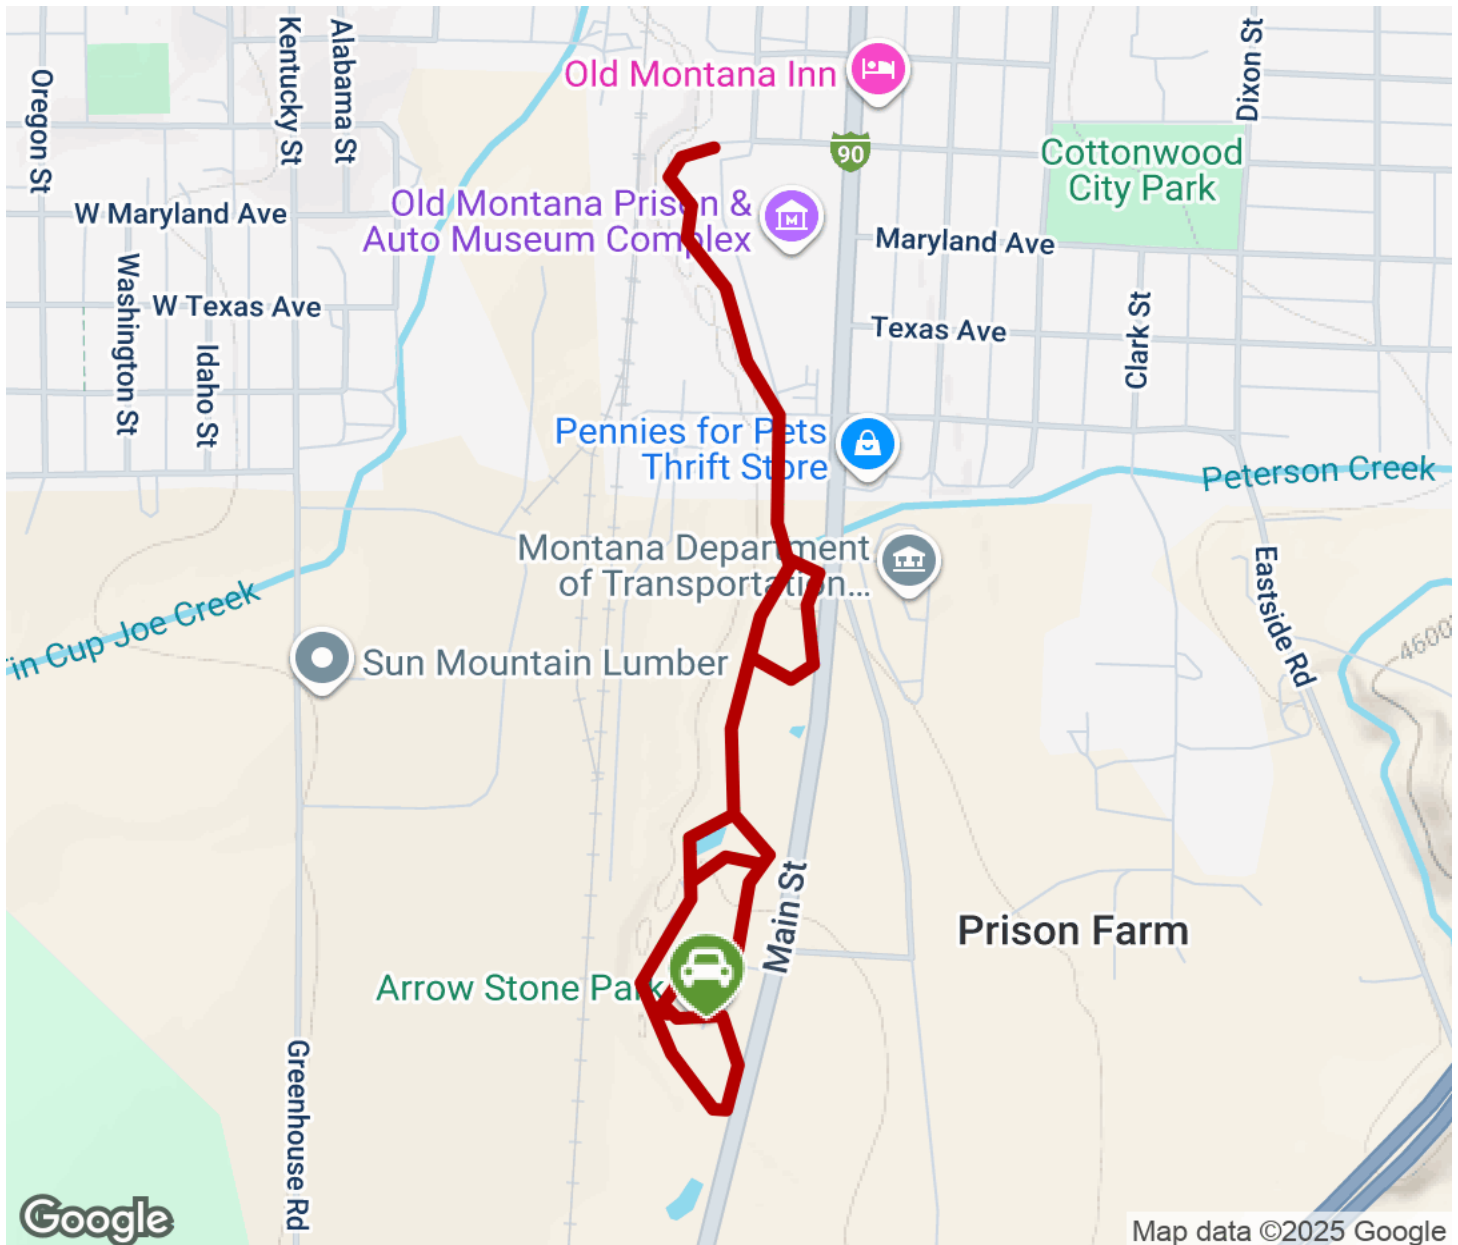 Oregon St
Kentucky St
Alabama St
Old Montana Inn
Dixon St
90
Cottonwood
City Park
W Maryland Ave
Old Montana Prison &
Auto Museum Complex
Maryland Ave
Washington St
W Texas Ave
Idaho St
Texas Ave
Clark St
Pennies for Pets
Thrift Store
Peterson Creek
Montana Department
of Transportation...
Eastside Rd
in Cup Joe Creek
4600
Sun Mountain Lumber
Main St
Prison Farm
Arrow Stone Park
Greenhouse Rd
Google
Map data ©2025 Google